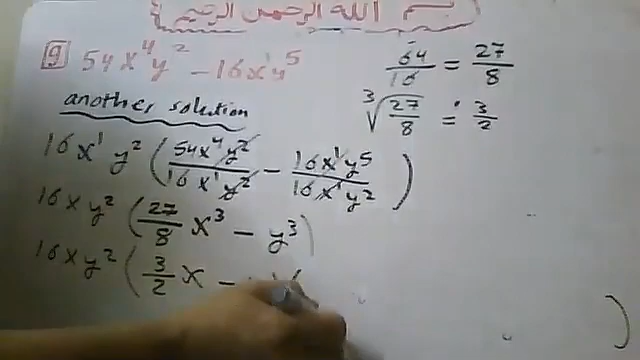 بسم الله الرحمن الرحيم
9 54x⁴y² - 16x¹y⁵
another solution
64/16 = 27/8
∛(27/8) = 3/2
16x¹y² (54x⁴y²/16x¹y² - 16x¹y⁵/16x¹y²)
16xy² (27/8 x³ - y³)
16xy² (3/2 x -
)